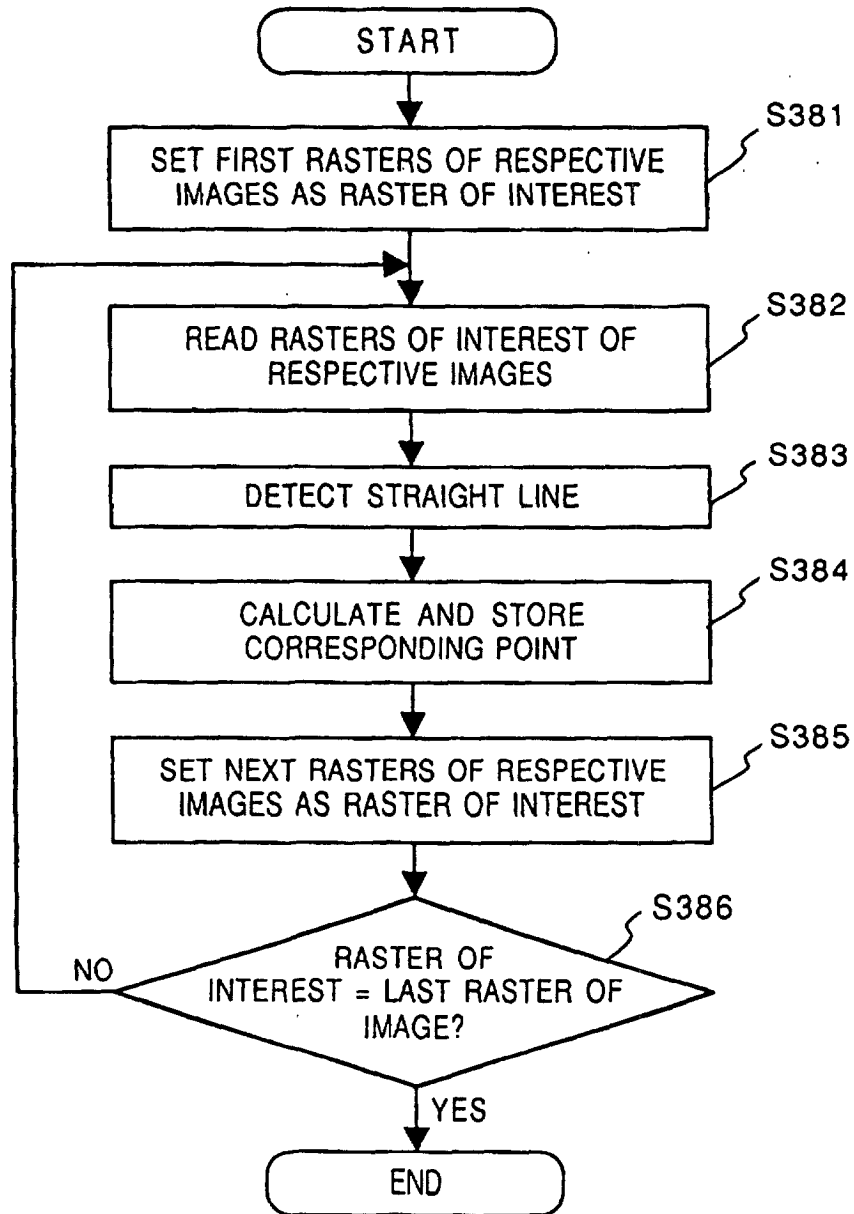 START
S381
SET FIRST RASTERS OF RESPECTIVE
IMAGES AS RASTER OF INTEREST
S382
READ RASTERS OF INTEREST OF
RESPECTIVE IMAGES
S383
DETECT STRAIGHT LINE
S384
CALCULATE AND STORE
CORRESPONDING POINT
S385
SET NEXT RASTERS OF RESPECTIVE
IMAGES AS RASTER OF INTEREST
S386
RASTER OF
INTEREST = LAST RASTER OF
IMAGE?
NO
YES
END